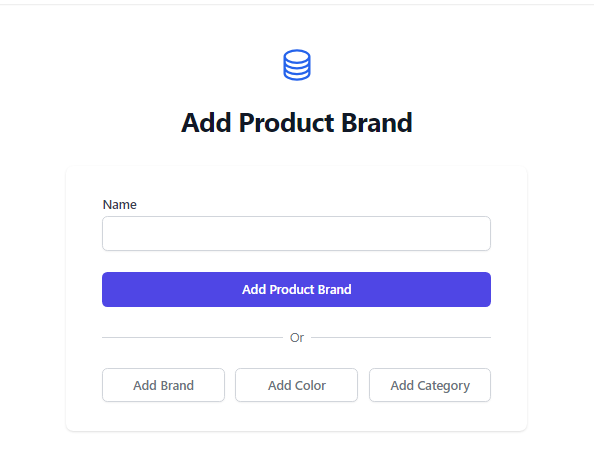 Add Product Brand
Name
Add Product Brand
Or
Add Brand
Add Color
Add Category